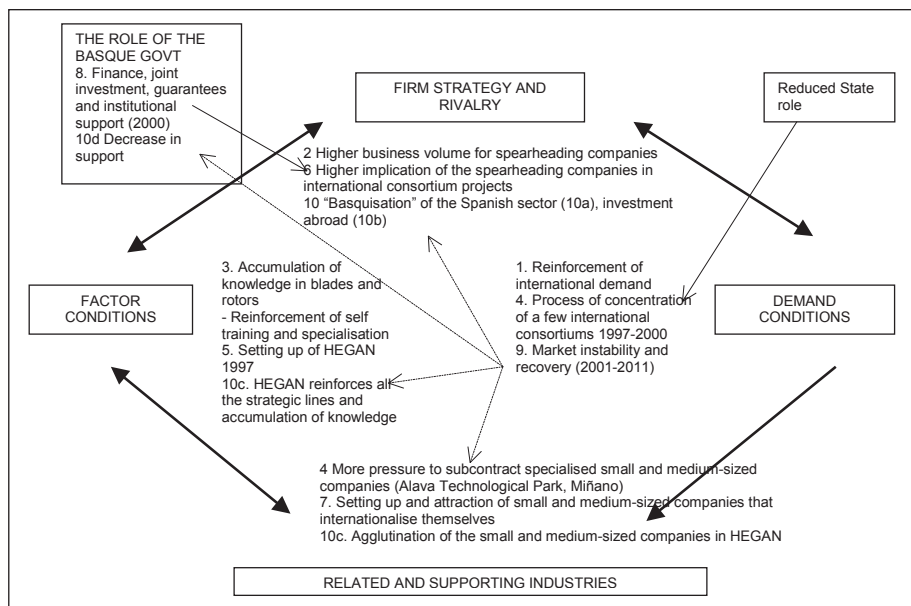 THE ROLE OF THE
BASQUE GOVT
8. Finance, joint
investment, guarantees
and institutional
support (2000)
10d Decrease in
support
FIRM STRATEGY AND
RIVALRY
Reduced State
role
2 Higher business volume for spearheading companies
6 Higher implication of the spearheading companies in
international consortium projects
10 “Basquisation” of the Spanish sector (10a), investment
abroad (10b)
FACTOR
CONDITIONS
3. Accumulation of
knowledge in blades and
rotors
- Reinforcement of self
training and specialisation
5. Setting up of HEGAN
1997
10c. HEGAN reinforces all
the strategic lines and
accumulation of knowledge
1. Reinforcement of
international demand
4. Process of concentration
of a few international
consortiums 1997-2000
9. Market instability and
recovery (2001-2011)
DEMAND
CONDITIONS
4 More pressure to subcontract specialised small and medium-sized
companies (Alava Technological Park, Miñano)
7. Setting up and attraction of small and medium-sized companies that
internationalise themselves
10c. Agglutination of the small and medium-sized companies in HEGAN
RELATED AND SUPPORTING INDUSTRIES